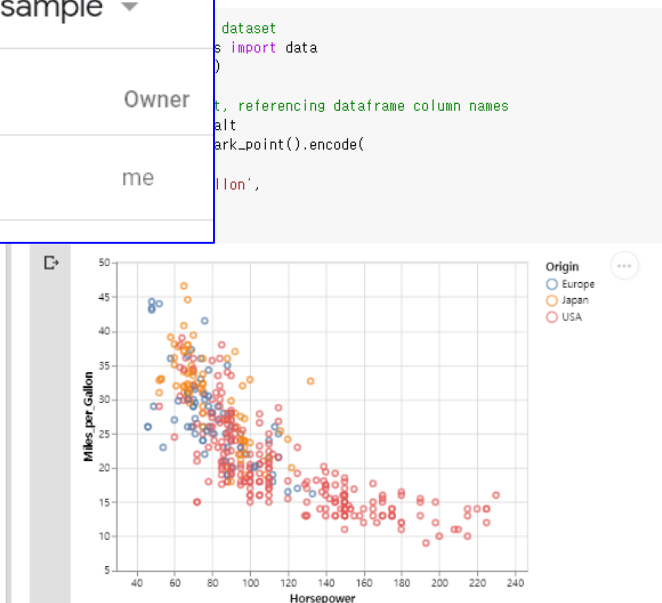 sample
Owner
me
dataset
s import data
)
t, referencing dataframe column names
alt
ark_point().encode(
llon',
Origin
Europe
Japan
USA
50
45
40
35
30
25
20
15
10
5
Miles_per_Gallon
40 60 80 100 120 140 160 180 200 220 240
Horsepower